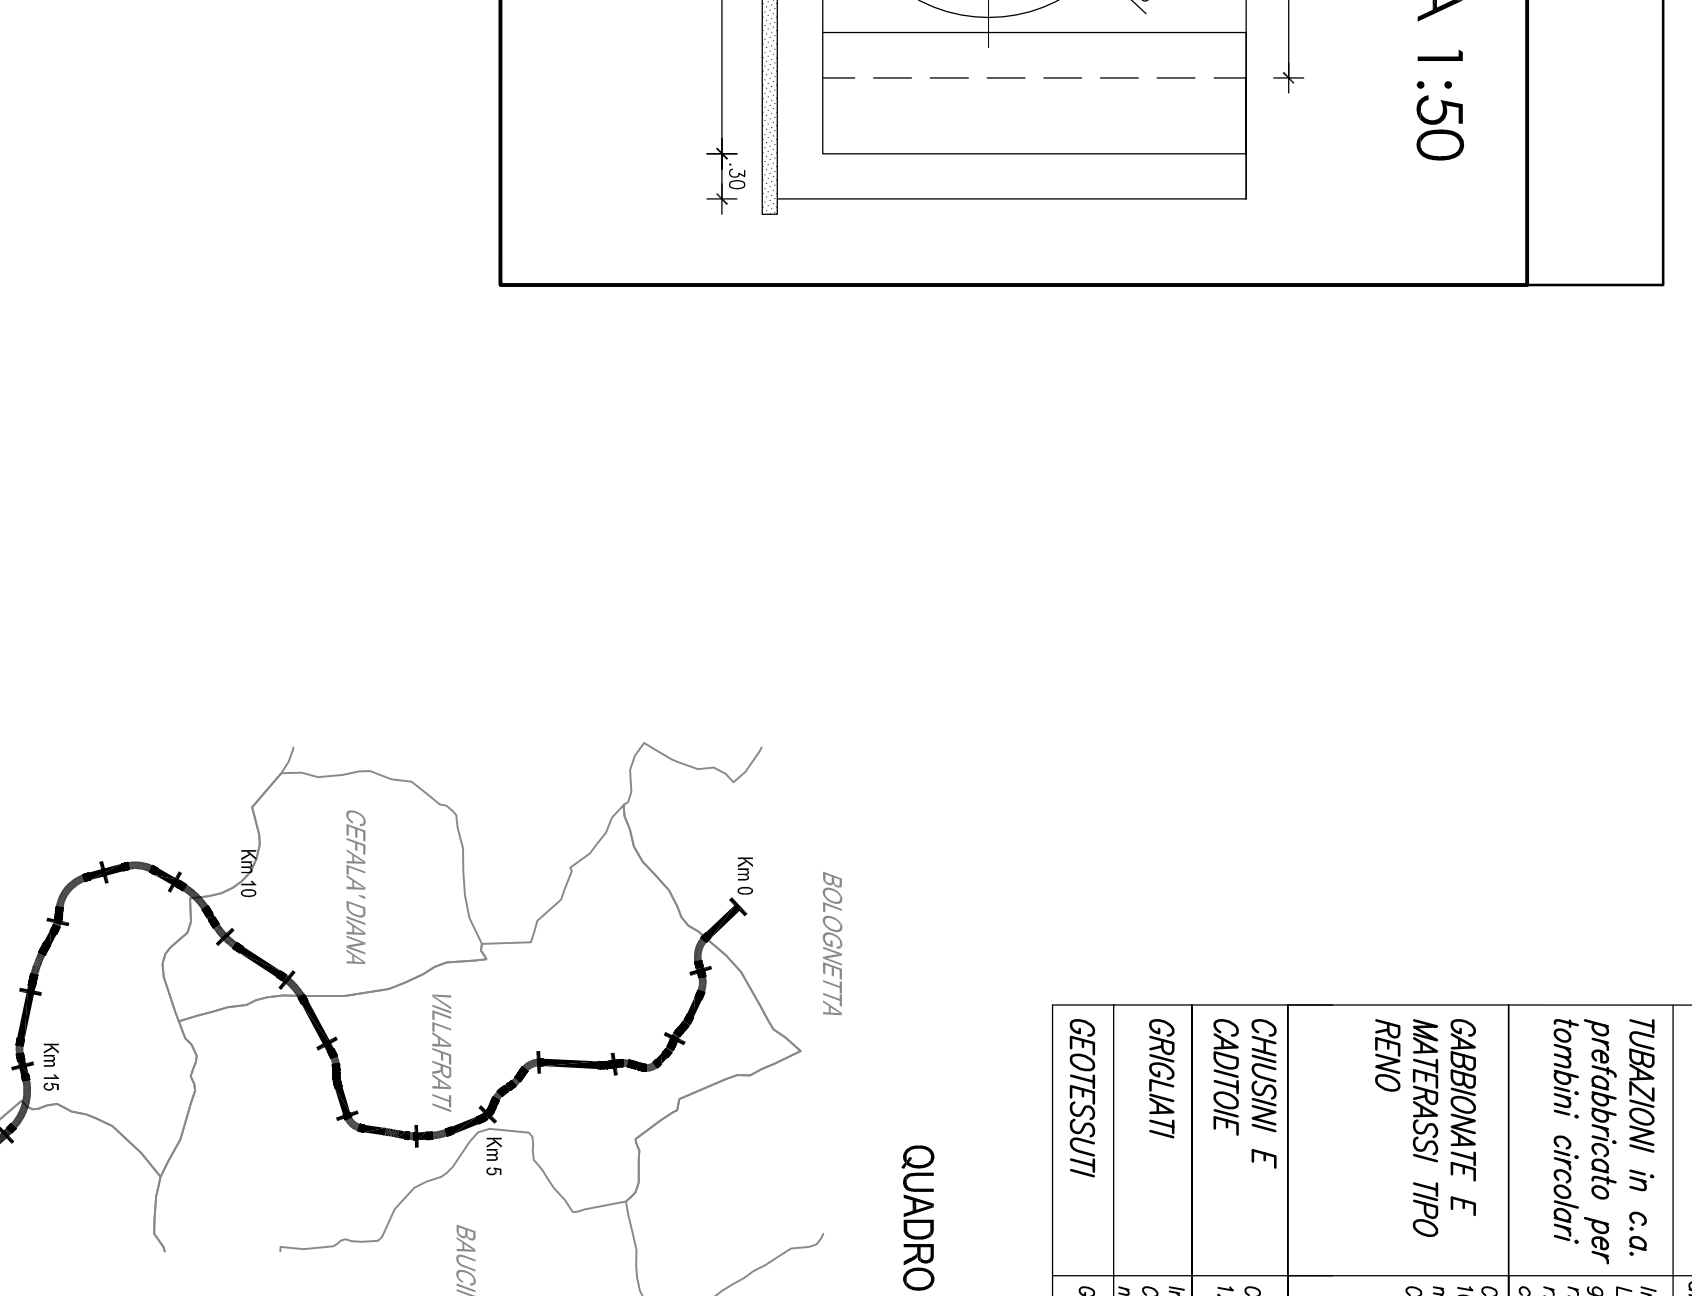 A 1:50
.30
TUBAZIONI in c.a.
prefabbricato per
tombini circolari
GABBIONATE E
MATERASSI TIPO
RENO
CHIUSINI E
CADITOIE
GRIGLIATI
GEOTESSUTI
QUADRO
BOLOGNETTA
Km 0
CEFALA' DIANA
VILLAFRATI
Km 5
BAUCI
Km 10
Km 15